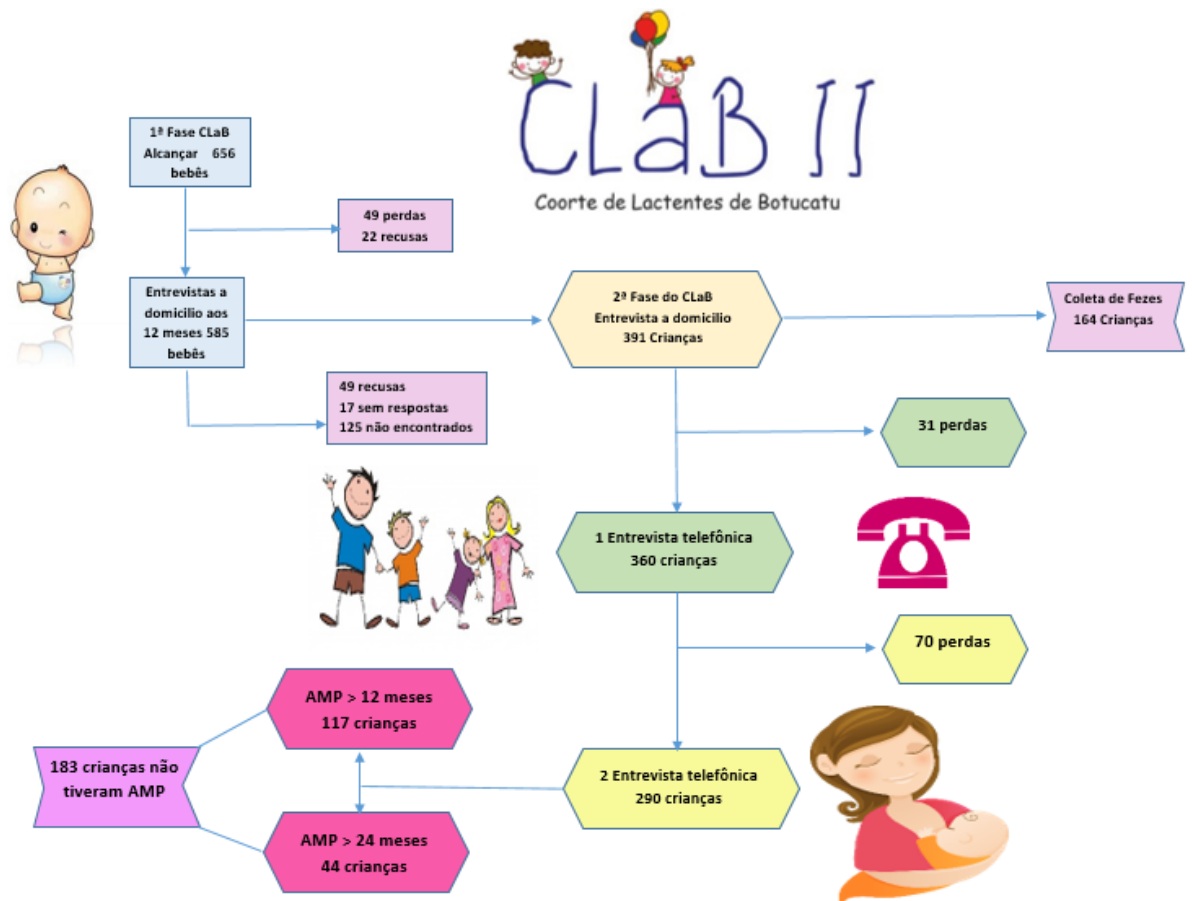 CLaB II
Coorte de Lactentes de Botucatu
1ª Fase CLaB
Alcançar 656
bebês
49 perdas
22 recusas
Entrevistas a
domicilio aos
12 meses 585
bebês
2ª Fase do CLaB
Entrevista a domicilio
391 Crianças
Coleta de Fezes
164 Crianças
49 recusas
17 sem respostas
125 não encontrados
31 perdas
1 Entrevista telefônica
360 crianças
70 perdas
AMP > 12 meses
117 crianças
183 crianças não
tiveram AMP
2 Entrevista telefônica
290 crianças
AMP > 24 meses
44 crianças